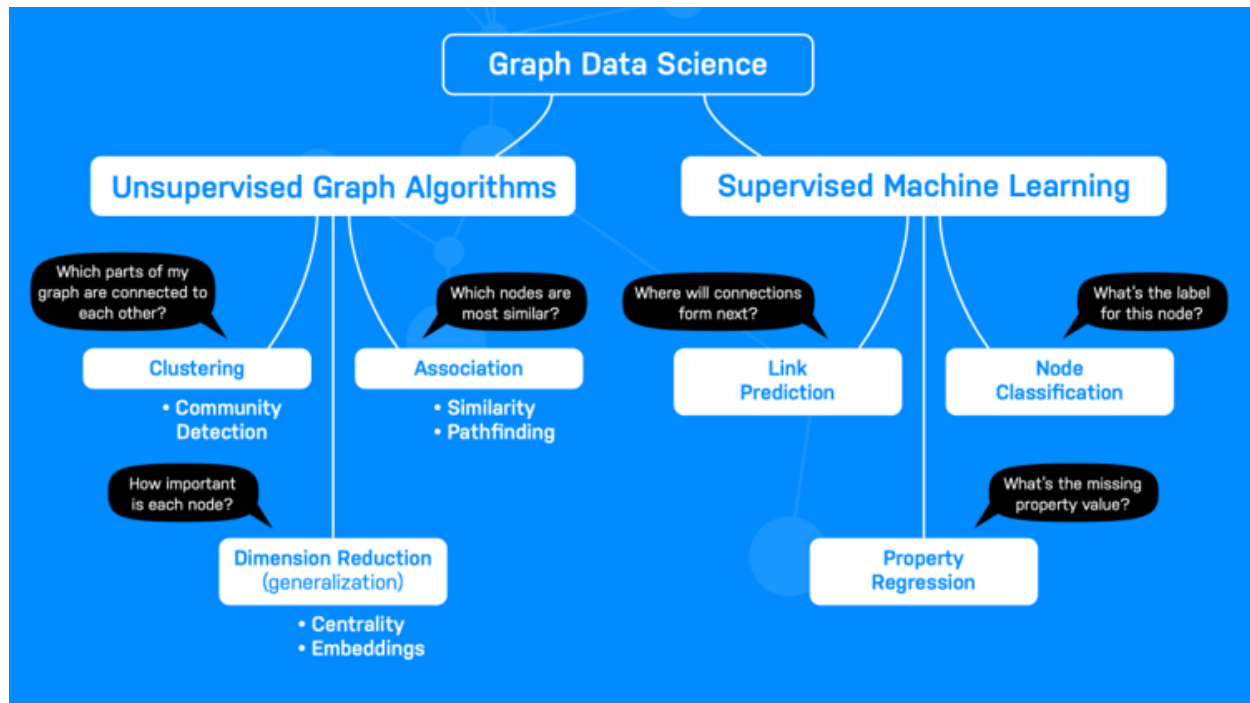 Graph Data Science
Unsupervised Graph Algorithms
Which parts of my
graph are connected to
each other?
Clustering
• Community
Detection
Which nodes are
most similar?
Association
• Similarity
• Pathfinding
How important
is each node?
Dimension Reduction
(generalization)
• Centrality
• Embeddings
Supervised Machine Learning
Where will connections
form next?
Link
Prediction
What's the label
for this node?
Node
Classification
What's the missing
property value?
Property
Regression